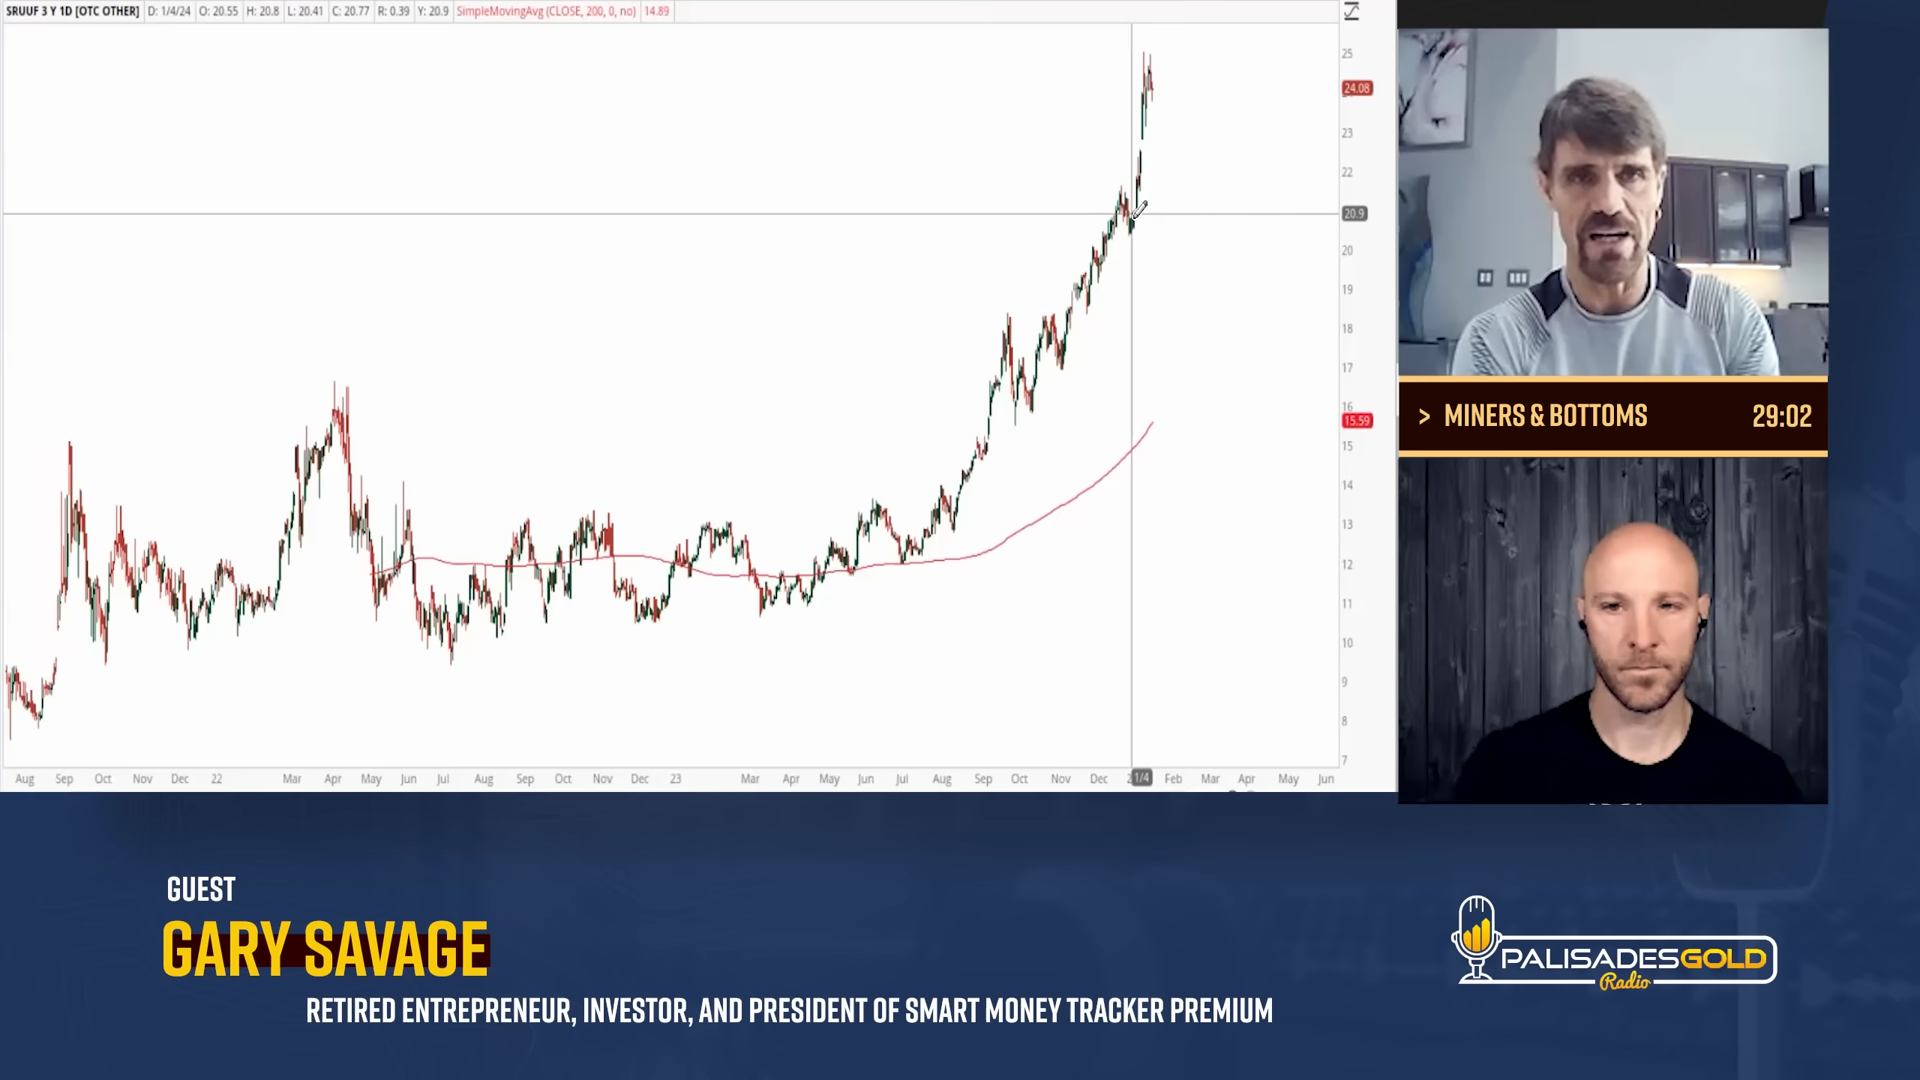 SRUUF 3 Y 1D [OTC OTHER] D: 1/4/24 O: 20.55 H: 20.8 L: 20.41 C: 20.77 R: 0.39 Y: 20.9 SimpleMovingAvg (CLOSE, 200, 0, no) 14.89
25
24.08
23
22
20.9
20
19
18
17
16
15.59
15
14
13
12
11
10
9
8
7
Aug Sep Oct Nov Dec 22 Mar Apr May Jun Jul Aug Sep Oct Nov Dec 23 Mar Apr May Jun Jul Aug Sep Oct Nov Dec 1/4 Feb Mar Apr May Jun
> MINERS & BOTTOMS 29:02
GUEST
GARY SAVAGE
RETIRED ENTREPRENEUR, INVESTOR, AND PRESIDENT OF SMART MONEY TRACKER PREMIUM
PALISADESGOLD
Radio